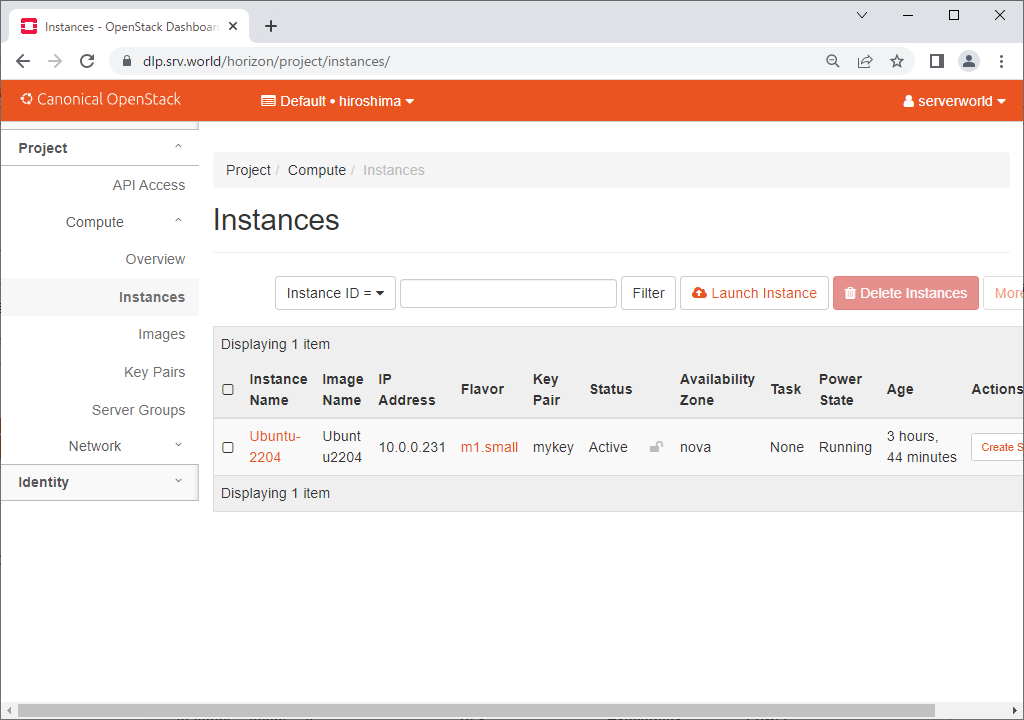 Instances - OpenStack Dashboard
dlp.srv.world/horizon/project/instances/
Canonical OpenStack
Default • hiroshima
serverworld
Project
API Access
Compute
Overview
Instances
Images
Key Pairs
Server Groups
Network
Identity
Project / Compute / Instances
Instances
Instance ID =
Filter
Launch Instance
Delete Instances
More
Displaying 1 item
Instance Name
Image Name
IP Address
Flavor
Key Pair
Status
Availability Zone
Task
Power State
Age
Actions
Ubuntu-2204
Ubuntu2204
10.0.0.231
m1.small
mykey
Active
nova
None
Running
3 hours, 44 minutes
Create S
Displaying 1 item